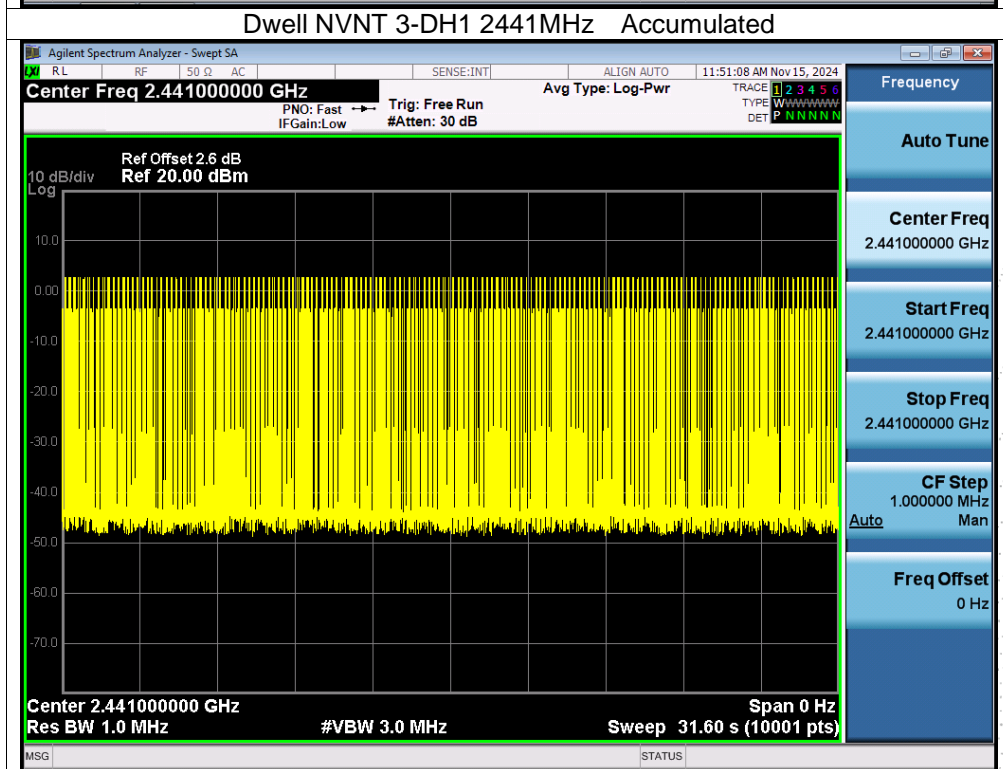 Dwell NVNT 3-DH1 2441MHz Accumulated
Agilent Spectrum Analyzer - Swept SA
LXI RL RF 50 Ω AC SENSE:INT ALIGN AUTO 11:51:08 AM Nov 15, 2024
Center Freq 2.441000000 GHz
PNO: Fast
IFGain:Low
Trig: Free Run
#Atten: 30 dB
Avg Type: Log-Pwr
TRACE 1 2 3 4 5 6
TYPE WWWWWW
DET P N N N N N
Frequency
Auto Tune
Center Freq
2.441000000 GHz
Start Freq
2.441000000 GHz
Stop Freq
2.441000000 GHz
CF Step
1.000000 MHz
Auto Man
Freq Offset
0 Hz
Ref Offset 2.6 dB
10 dB/div Ref 20.00 dBm
Log
10.0
0.00
-10.0
-20.0
-30.0
-40.0
-50.0
-60.0
-70.0
Center 2.441000000 GHz Span 0 Hz
Res BW 1.0 MHz #VBW 3.0 MHz Sweep 31.60 s (10001 pts)
MSG STATUS